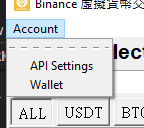 Binance 虛擬貨幣交
Account
lect
API Settings
Wallet
ALL USDT BTC